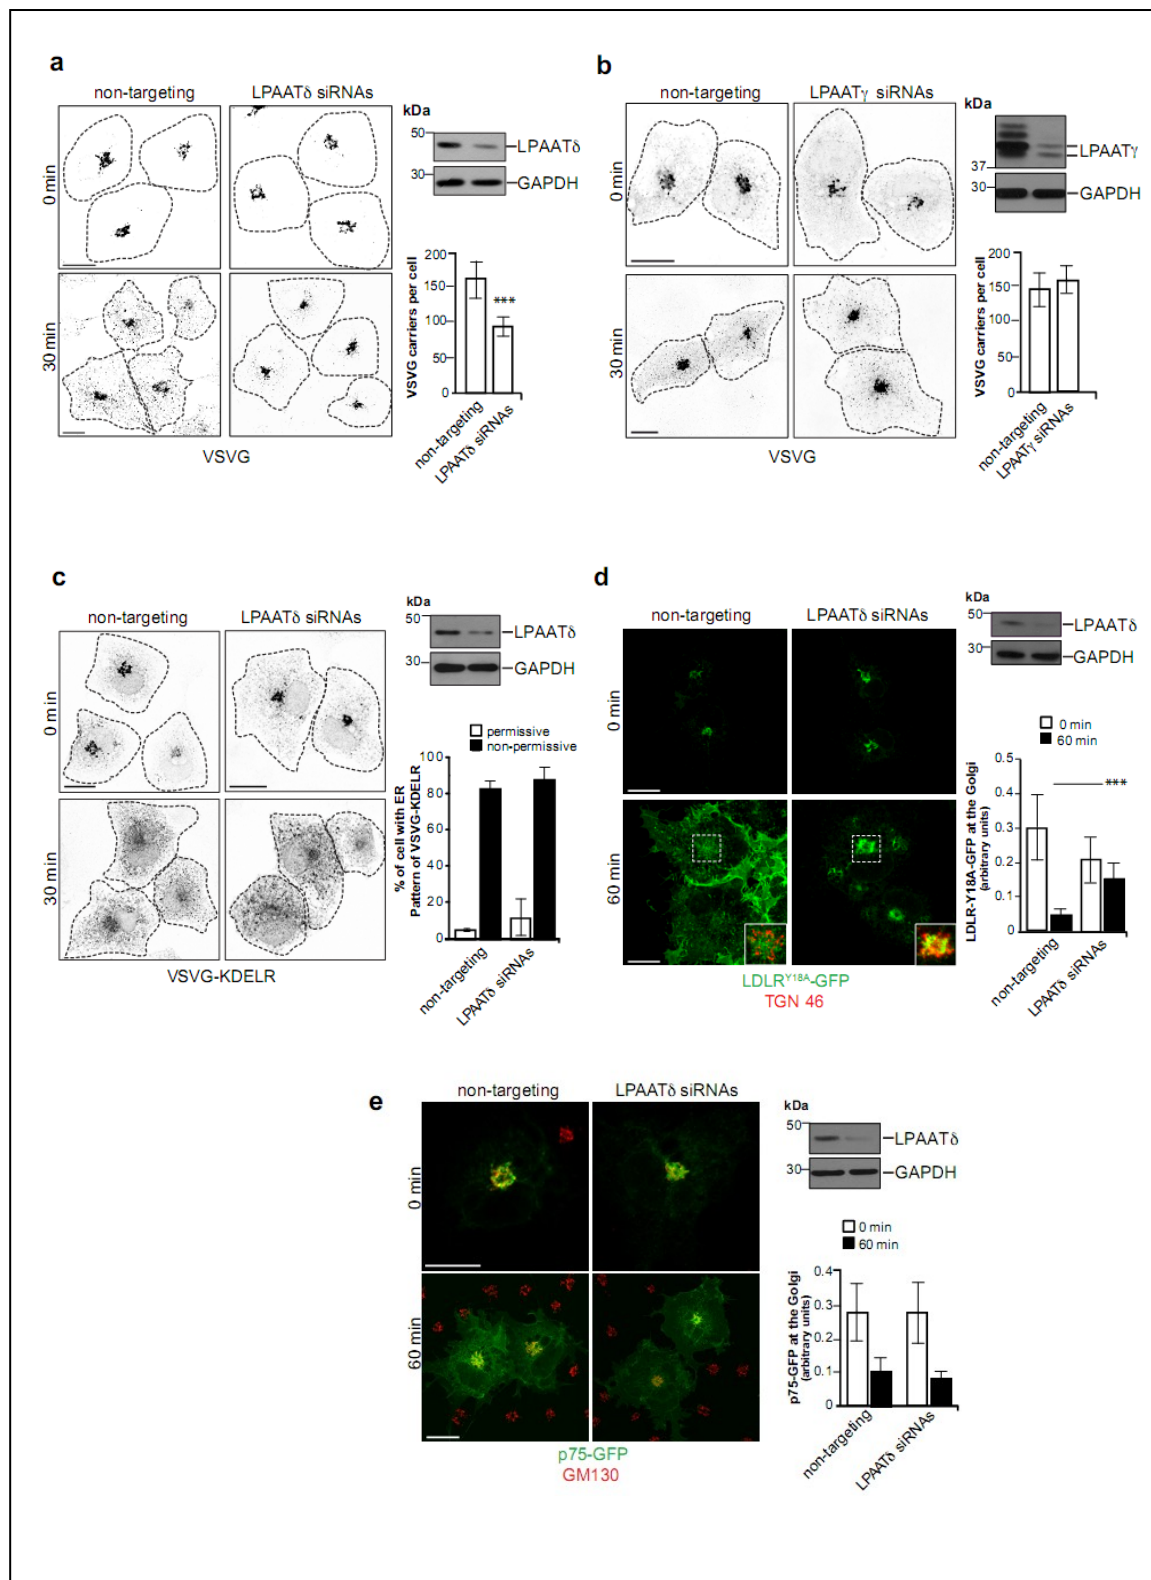 a
non-targeting
LPAATδ siRNAs
0 min
30 min
VSVG
kDa
50
30
LPAATδ
GAPDH
VSVG carriers per cell
200
150
100
50
0
***
non-targeting
LPAATδ siRNAs
b
non-targeting
LPAATγ siRNAs
0 min
30 min
VSVG
kDa
37
30
LPAATγ
GAPDH
VSVG carriers per cell
200
150
100
50
0
non-targeting
LPAATγ siRNAs
c
non-targeting
LPAATδ siRNAs
0 min
30 min
VSVG-KDELR
kDa
50
30
LPAATδ
GAPDH
permissive
non-permissive
% of cell with ER
Pattern of VSVG-KDELR
100
80
60
40
20
0
non-targeting
LPAATδ siRNAs
d
non-targeting
LPAATδ siRNAs
0 min
60 min
LDLRY18A-GFP
TGN 46
kDa
50
30
LPAATδ
GAPDH
0 min
60 min
LDLR-Y18A-GFP at the Golgi
(arbitrary units)
0.5
0.4
0.3
0.2
0.1
0
***
non-targeting
LPAATδ siRNAs
e
non-targeting
LPAATδ siRNAs
0 min
60 min
p75-GFP
GM130
kDa
50
30
LPAATδ
GAPDH
0 min
60 min
p75-GFP at the Golgi
(arbitrary units)
0.4
0.3
0.2
0.1
0
non-targeting
LPAATδ siRNAs